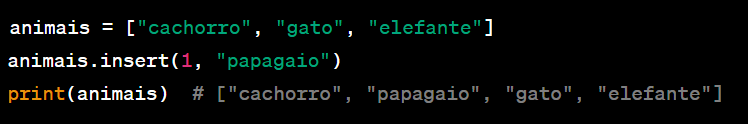 animais = ["cachorro", "gato", "elefante"]
animais.insert(1, "papagaio")
print(animais)  # ["cachorro", "papagaio", "gato", "elefante"]